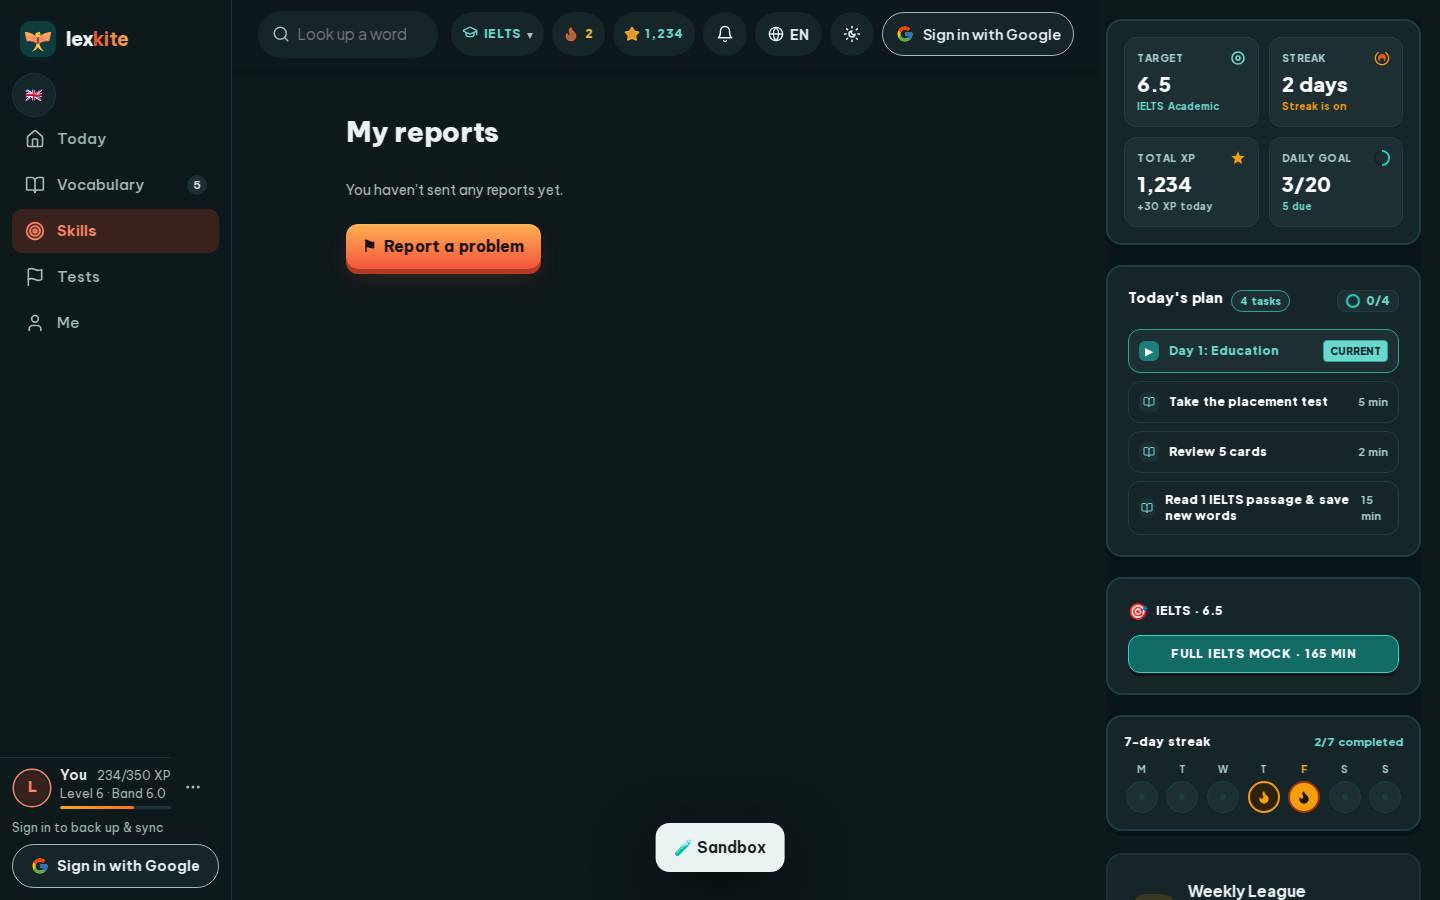 lexkite
Today
Vocabulary 5
Skills
Tests
Me
You 234/350 XP
Level 6 · Band 6.0
Sign in to back up & sync
Sign in with Google
Look up a word
IELTS ▾
2
1,234
EN
Sign in with Google
My reports
You haven't sent any reports yet.
⚑ Report a problem
🧪 Sandbox
TARGET
6.5
IELTS Academic
STREAK
2 days
Streak is on
TOTAL XP
1,234
+30 XP today
DAILY GOAL
3/20
5 due
Today's plan 4 tasks 0/4
Day 1: Education CURRENT
Take the placement test 5 min
Review 5 cards 2 min
Read 1 IELTS passage & save new words 15 min
🎯 IELTS · 6.5
FULL IELTS MOCK · 165 MIN
7-day streak 2/7 completed
M T W T F S S
Weekly League
L